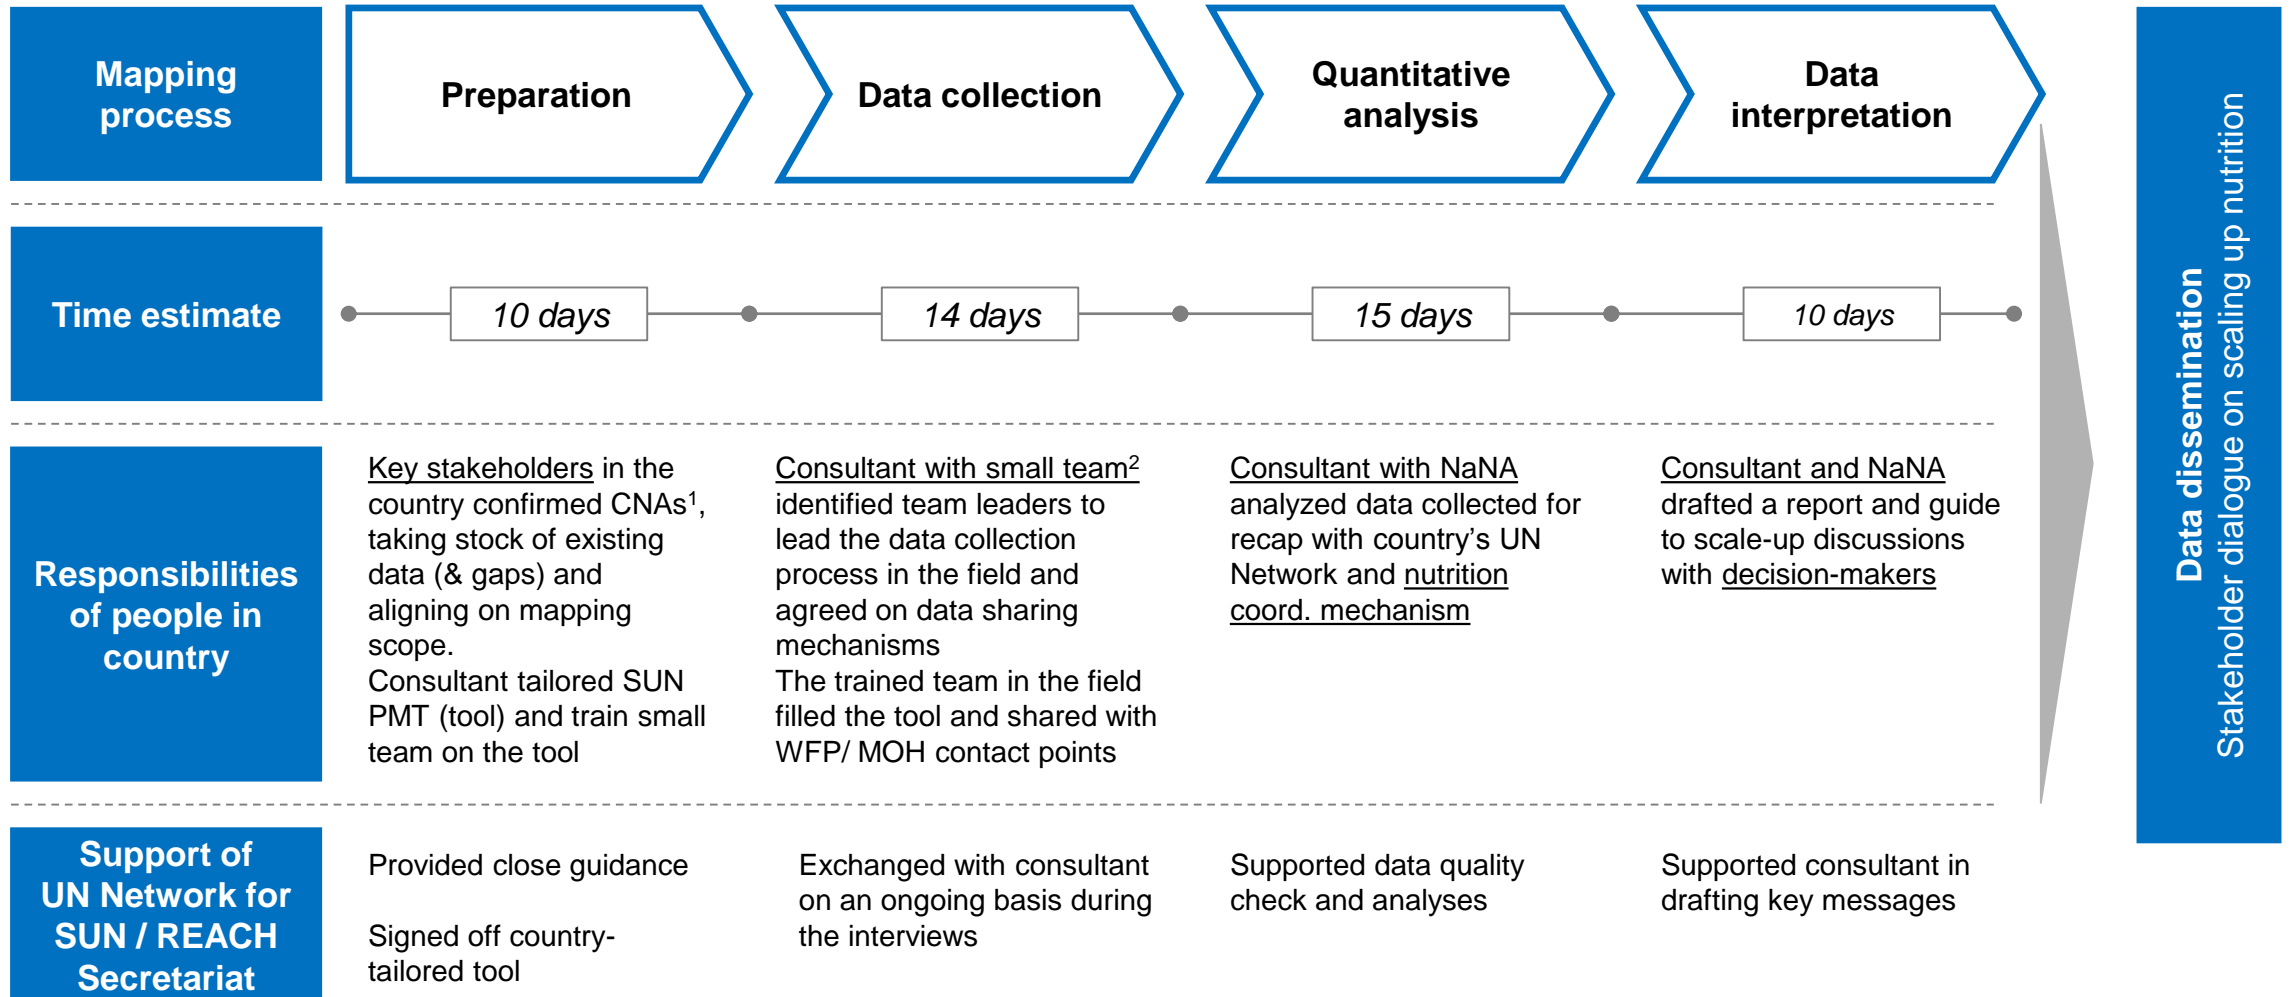 Mapping
process
Preparation
Data collection
Quantitative
analysis
Data
interpretation
Time estimate
10 days
14 days
15 days
10 days
Responsibilities
of people in
country
Key stakeholders in the
country confirmed CNAs¹,
taking stock of existing
data (& gaps) and
aligning on mapping
scope.
Consultant tailored SUN
PMT (tool) and train small
team on the tool
Consultant with small team²
identified team leaders to
lead the data collection
process in the field and
agreed on data sharing
mechanisms
The trained team in the field
filled the tool and shared with
WFP/ MOH contact points
Consultant with NaNA
analyzed data collected for
recap with country’s UN
Network and nutrition
coord. mechanism
Consultant and NaNA
drafted a report and guide
to scale-up discussions
with decision-makers
Support of
UN Network for
SUN / REACH
Secretariat
Provided close guidance
Signed off country-
tailored tool
Exchanged with consultant
on an ongoing basis during
the interviews
Supported data quality
check and analyses
Supported consultant in
drafting key messages
Data dissemination
Stakeholder dialogue on scaling up nutrition